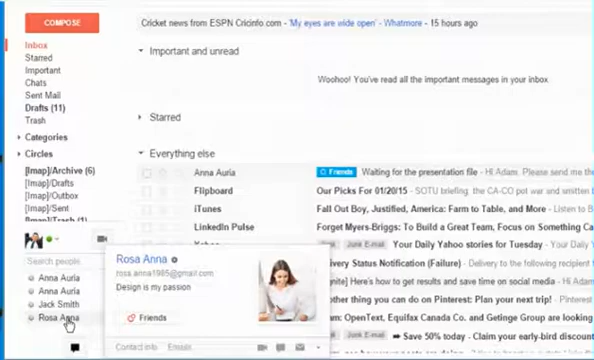 COMPOSE
Cricket news from ESPN Cricinfo.com - 'My eyes are wide open' - Whatmore - 15 hours ago
Inbox
Starred
Important
Chats
Sent Mail
Drafts (11)
Trash
Categories
Circles
[Imap]/Archive (6)
[Imap]/Drafts
[Imap]/Outbox
[Imap]/Sent
[Imap]/Trash (1)
Important and unread
Woohoo! You've read all the important messages in your inbox
Starred
Everything else
Anna Auria Friends Waiting for the presentation file - Hi Adam, Please send me the
Flipboard Our Picks For 01/20/15 - SOTU briefing, the CA-CO pot war and smitten
iTunes Fall Out Boy, Justified, America: Farm to Table, and More - Listen to
LinkedIn Pulse Forget Myers-Briggs: To Build a Great Team, Focus on Something
Yahoo Junk E-mail Your Daily Yahoo stories for Tuesday - Yahoo Daily
Status Notification (Failure) - Delivery to the following recipient
Here's how to get results and save time on social media
thing you can do on Pinterest: Plan your next trip!
OpenText, Equifax Canada Co. and Getinge Group are looking
Junk E-mail Save 50% today - Claim your early-bird discount
Search people
Anna Auria
Anna Auria
Jack Smith
Rosa Anna
Rosa Anna
rosa.anna1985@gmail.com
Design is my passion
Friends
Contact info Emails